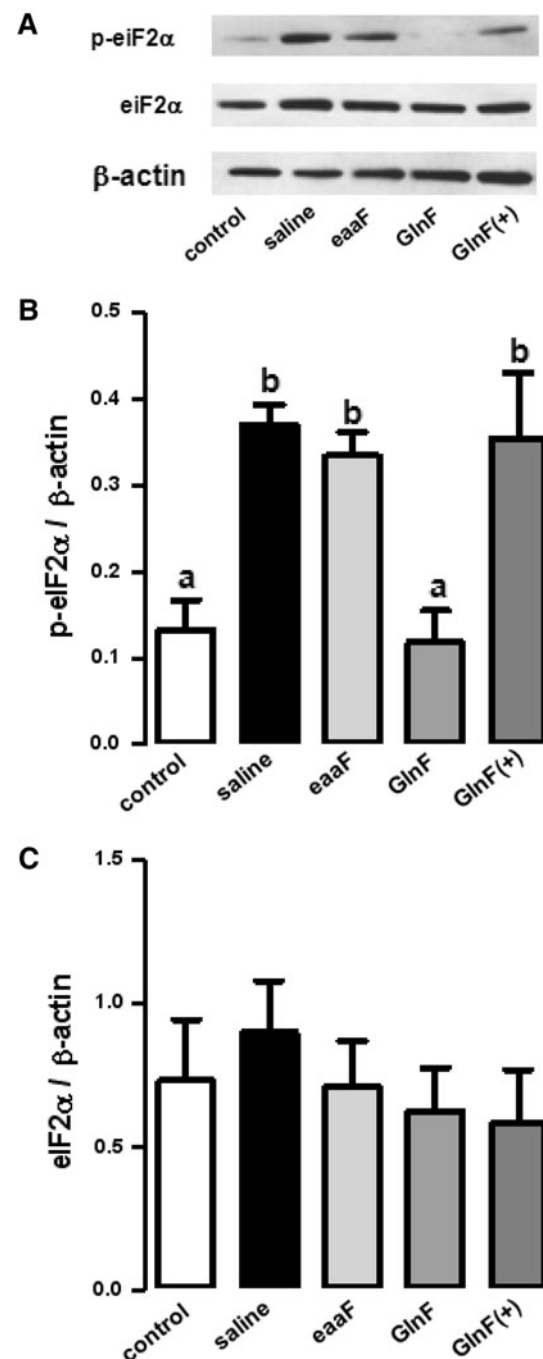 A
p-eiF2α
eiF2α
β-actin
control saline eaaF GlnF GlnF(+)
B
p-eIF2α / β-actin
0.5
0.4
0.3
0.2
0.1
0.0
a b b a b
control saline eaaF GlnF GlnF(+)
C
eIF2α / β-actin
1.5
1.0
0.5
0.0
control saline eaaF GlnF GlnF(+)